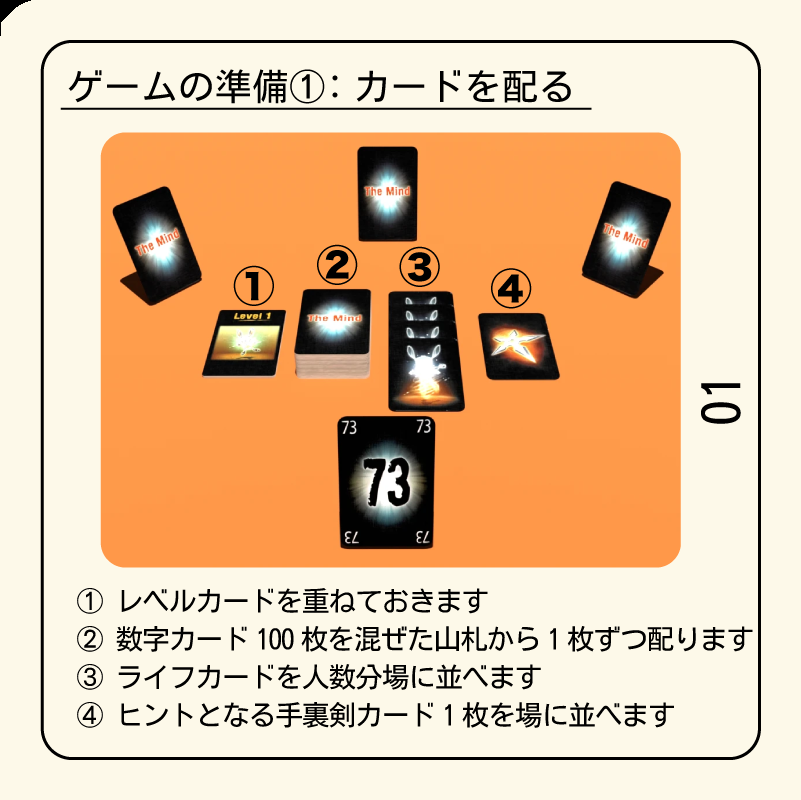 ゲームの準備①: カードを配る
The Mind
The Mind
The Mind
①
②
③
④
Level 1
The Mind
01
73
73
73
73
73
① レベルカードを重ねておきます
② 数字カード 100 枚を混ぜた山札から 1 枚ずつ配ります
③ ライフカードを人数分場に並べます
④ ヒントとなる手裏剣カード 1 枚を場に並べます